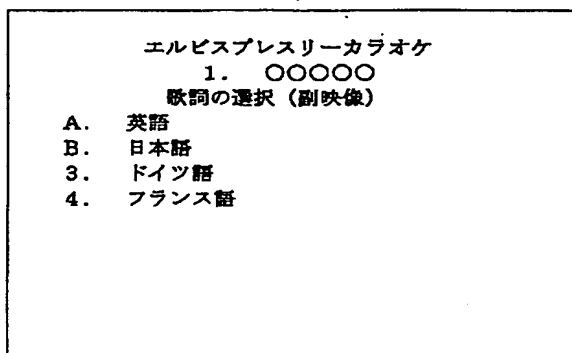 エルビスプレスリーカラオケ
1. ○○○○○
歌詞の選択（副映像）
A. 英語
B. 日本語
3. ドイツ語
4. フランス語